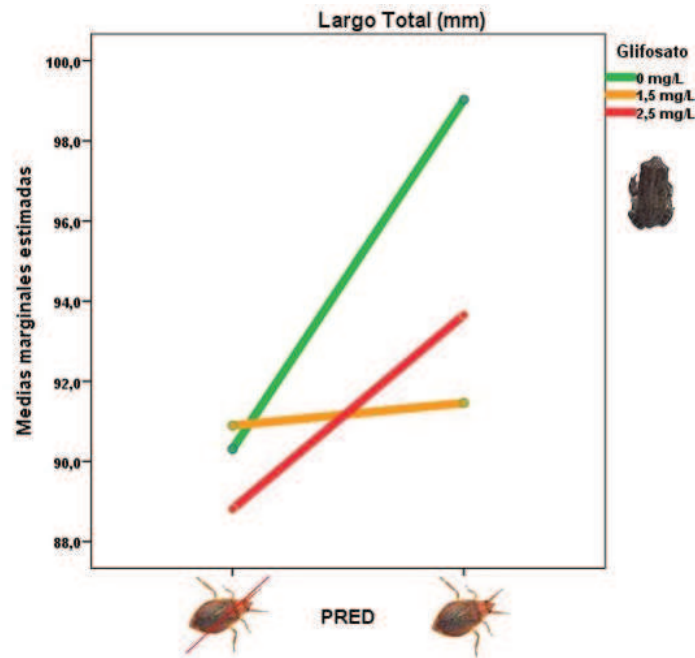 Largo Total (mm)
Glifosato
0 mg/L
1,5 mg/L
2,5 mg/L
Medias marginales estimadas
100,0
98,0
96,0
94,0
92,0
90,0
88,0
PRED